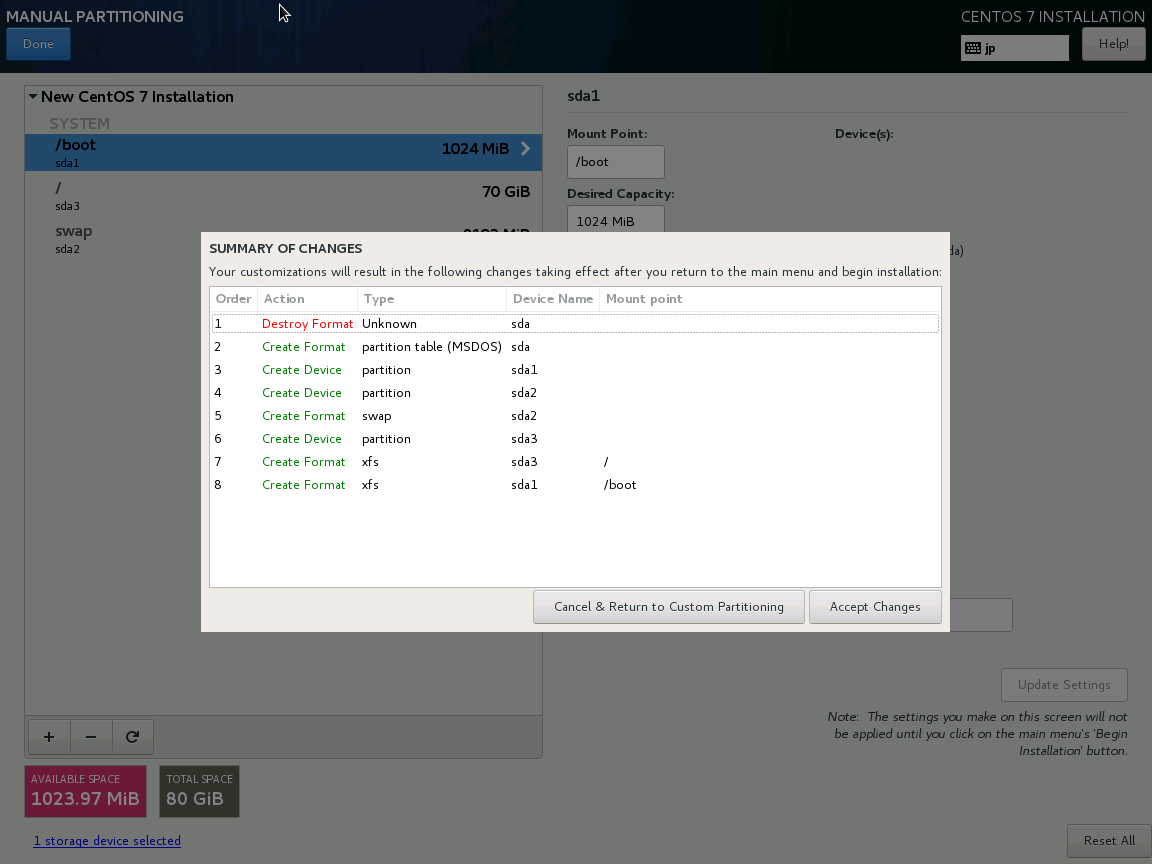 MANUAL PARTITIONING
CENTOS 7 INSTALLATION
Done
jp
Help!
New CentOS 7 Installation
SYSTEM
/boot
1024 MiB
sda1
/
70 GiB
sda3
swap
sda2
sda1
Mount Point:
Device(s):
/boot
Desired Capacity:
1024 MiB
da)
SUMMARY OF CHANGES
Your customizations will result in the following changes taking effect after you return to the main menu and begin installation:
Order Action Type Device Name Mount point
1 Destroy Format Unknown sda
2 Create Format partition table (MSDOS) sda
3 Create Device partition sda1
4 Create Device partition sda2
5 Create Format swap sda2
6 Create Device partition sda3
7 Create Format xfs sda3 /
8 Create Format xfs sda1 /boot
Cancel & Return to Custom Partitioning
Accept Changes
Update Settings
Note: The settings you make on this screen will not
be applied until you click on the main menu's 'Begin
Installation' button.
+ −
AVAILABLE SPACE
1023.97 MiB
TOTAL SPACE
80 GiB
1 storage device selected
Reset All